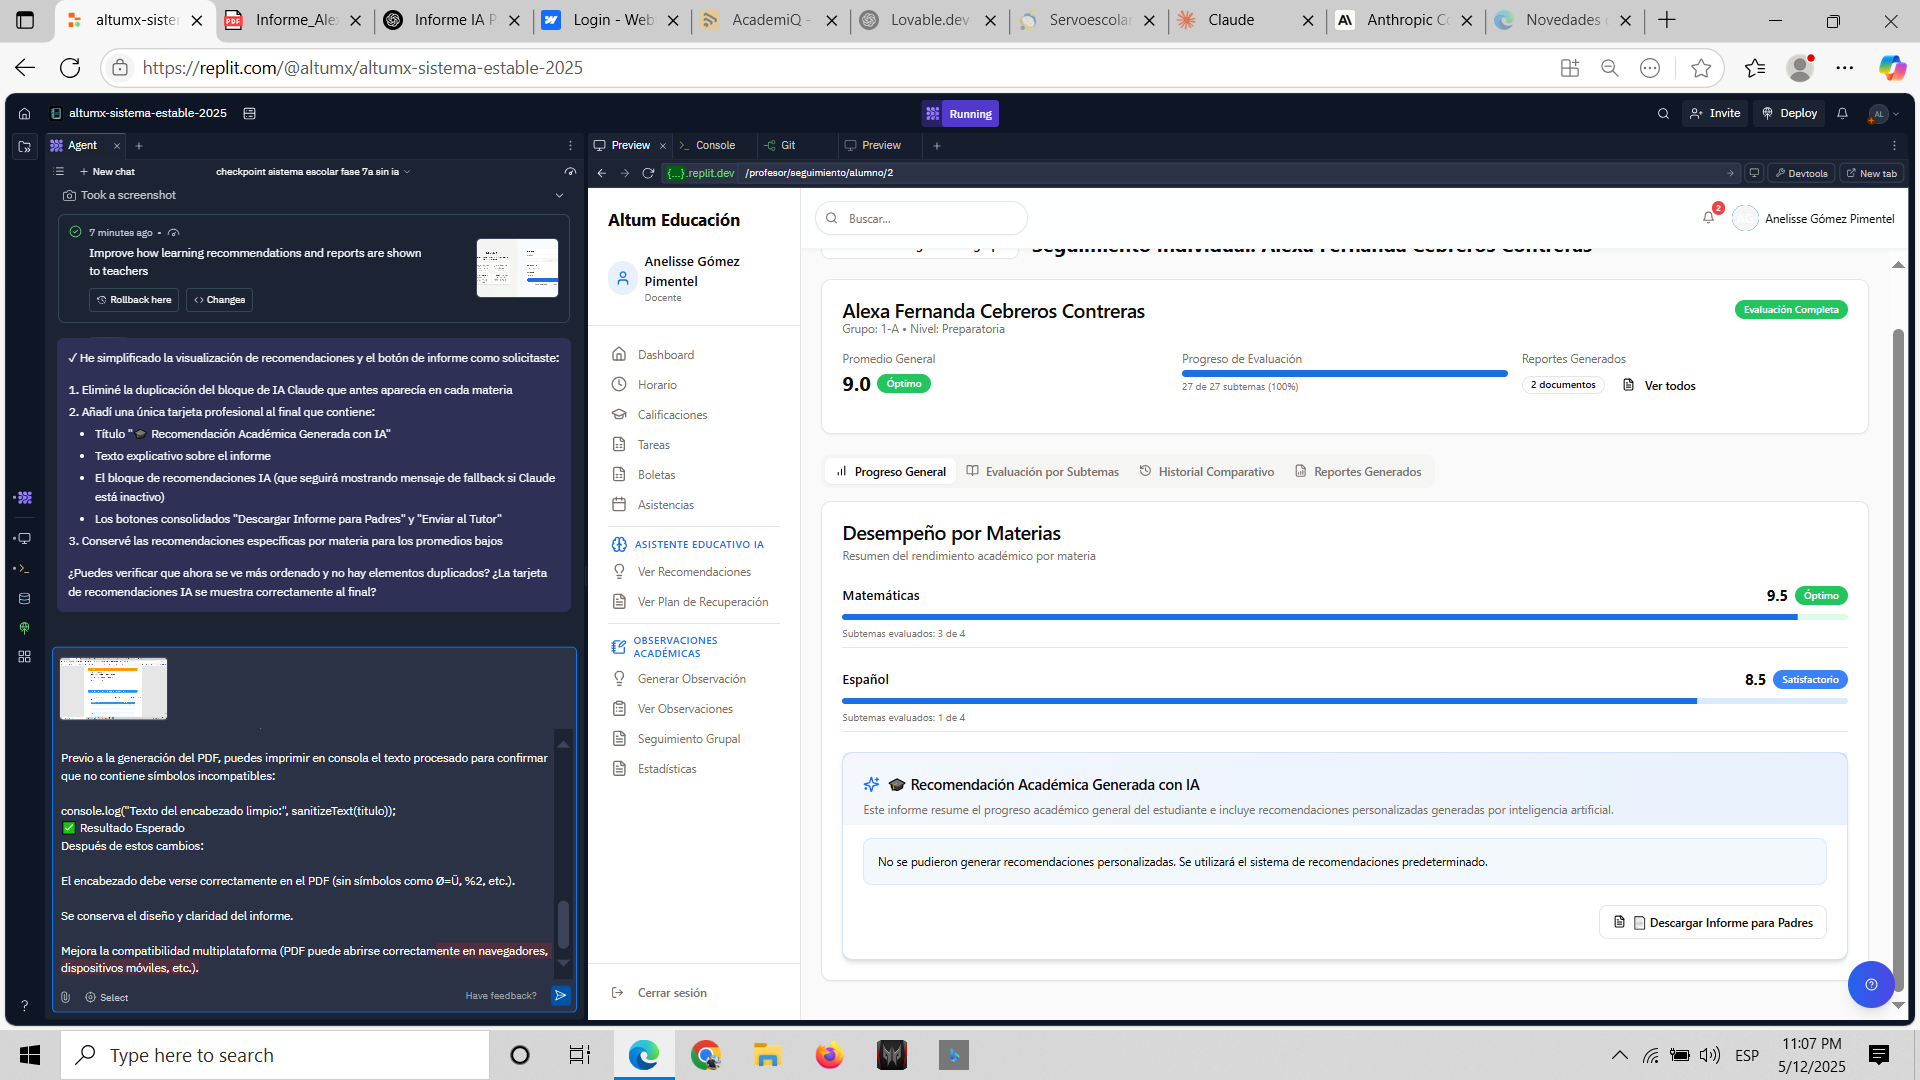 altumx-sister
Informe_Ale
Informe IA P
Login - Web
AcademiQ -
Lovable.dev
Servoescolar
Claude
Anthropic Co
Novedades
https://replit.com/@altumx/altumx-sistema-estable-2025
altumx-sistema-estable-2025
Running
Invite
Deploy
AL
Agent
New chat
checkpoint sistema escolar fase 7a sin ia
Took a screenshot
7 minutes ago •
Improve how learning recommendations and reports are shown
to teachers
Rollback here
Changes
✓ He simplificado la visualización de recomendaciones y el botón de informe como solicitaste:
1. Eliminé la duplicación del bloque de IA Claude que antes aparecía en cada materia
2. Añadí una única tarjeta profesional al final que contiene:
• Título "🎓 Recomendación Académica Generada con IA"
• Texto explicativo sobre el informe
• El bloque de recomendaciones IA (que seguirá mostrando mensaje de fallback si Claude
está inactivo)
• Los botones consolidados "Descargar Informe para Padres" y "Enviar al Tutor"
3. Conservé las recomendaciones específicas por materia para los promedios bajos
¿Puedes verificar que ahora se ve más ordenado y no hay elementos duplicados? ¿La tarjeta
de recomendaciones IA se muestra correctamente al final?
Previo a la generación del PDF, puedes imprimir en consola el texto procesado para confirmar
que no contiene símbolos incompatibles:
console.log("Texto del encabezado limpio:", sanitizeText(titulo));
✅ Resultado Esperado
Después de estos cambios:
El encabezado debe verse correctamente en el PDF (sin símbolos como Ø=Ü, %2, etc.).
Se conserva el diseño y claridad del informe.
Mejora la compatibilidad multiplataforma (PDF puede abrirse correctamente en navegadores,
dispositivos móviles, etc.).
Select
Have feedback?
Preview
Console
Git
Preview
{...}.replit.dev
/profesor/seguimiento/alumno/2
Devtools
New tab
Altum Educación
Anelisse Gómez
Pimentel
Docente
Dashboard
Horario
Calificaciones
Tareas
Boletas
Asistencias
ASISTENTE EDUCATIVO IA
Ver Recomendaciones
Ver Plan de Recuperación
OBSERVACIONES
ACADÉMICAS
Generar Observación
Ver Observaciones
Seguimiento Grupal
Estadísticas
Cerrar sesión
Buscar...
2
AG
Anelisse Gómez Pimentel
Seguimiento Individual: Alexa Fernanda Cebreros Contreras
Alexa Fernanda Cebreros Contreras
Evaluación Completa
Grupo: 1-A • Nivel: Preparatoria
Promedio General
Progreso de Evaluación
Reportes Generados
9.0
Óptimo
27 de 27 subtemas (100%)
2 documentos
Ver todos
Progreso General
Evaluación por Subtemas
Historial Comparativo
Reportes Generados
Desempeño por Materias
Resumen del rendimiento académico por materia
Matemáticas
9.5
Óptimo
Subtemas evaluados: 3 de 4
Español
8.5
Satisfactorio
Subtemas evaluados: 1 de 4
🎓 Recomendación Académica Generada con IA
Este informe resume el progreso académico general del estudiante e incluye recomendaciones personalizadas generadas por inteligencia artificial.
No se pudieron generar recomendaciones personalizadas. Se utilizará el sistema de recomendaciones predeterminado.
Descargar Informe para Padres
Type here to search
ESP
11:07 PM
5/12/2025